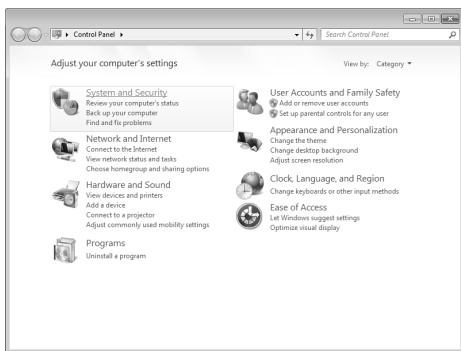 Control Panel
Search Control Panel
Adjust your computer's settings
View by: Category
System and Security
Review your computer's status
Back up your computer
Find and fix problems
Network and Internet
Connect to the Internet
View network status and tasks
Choose homegroup and sharing options
Hardware and Sound
View devices and printers
Add a device
Connect to a projector
Adjust commonly used mobility settings
Programs
Uninstall a program
User Accounts and Family Safety
Add or remove user accounts
Set up parental controls for any user
Appearance and Personalization
Change the theme
Change desktop background
Adjust screen resolution
Clock, Language, and Region
Change keyboards or other input methods
Ease of Access
Let Windows suggest settings
Optimize visual display